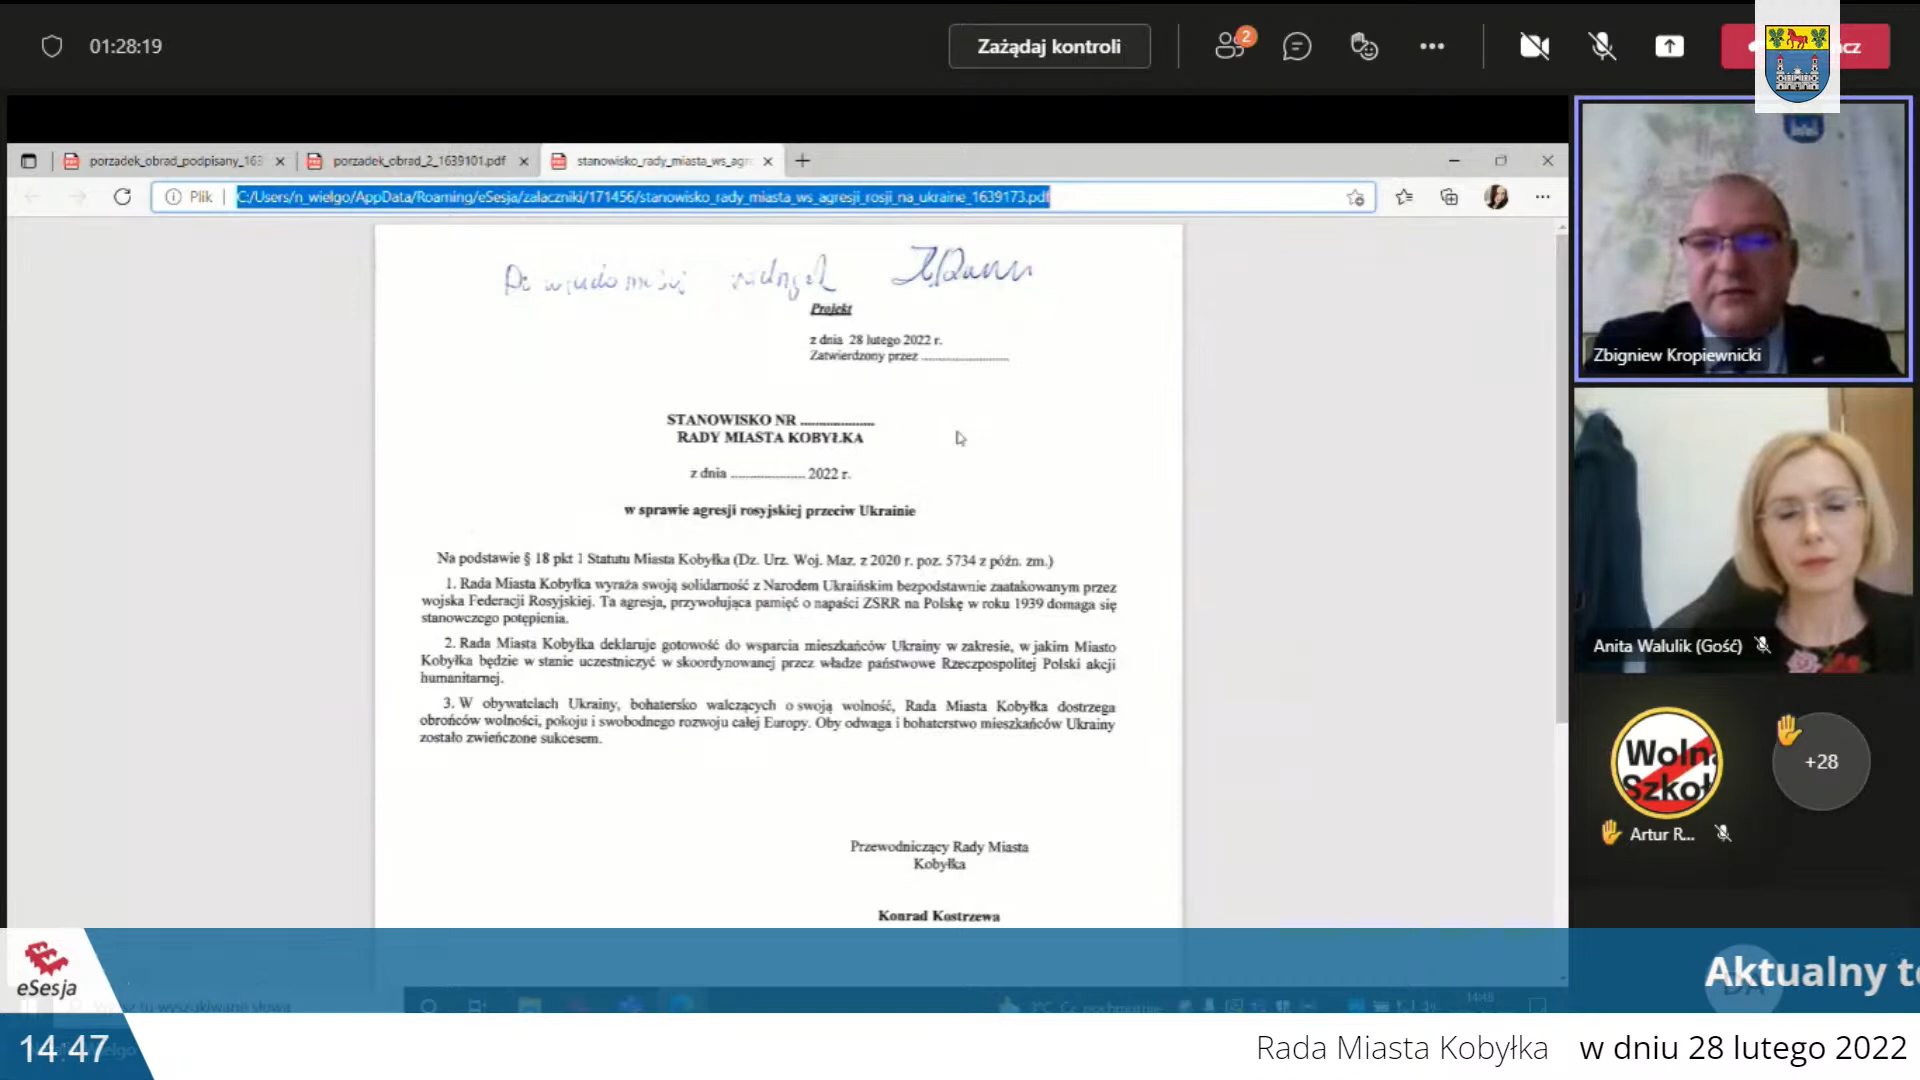 01:28:19
Zażądaj kontroli
2
cz
porzadek_obrad_podpisany_163
porzadek_obrad_2_1639101.pdf
stanowisko_rady_miasta_ws_agre
Plik
C:/Users/n_wielgo/AppData/Roaming/eSesja/zalaczniki/171456/stanowisko_rady_miasta_ws_agresji_rosji_na_ukraine_1639173.pdf
Projekt
z dnia 28 lutego 2022 r.
Zatwierdzony przez ........................
STANOWISKO NR ....................
RADY MIASTA KOBYŁKA
z dnia .................... 2022 r.
w sprawie agresji rosyjskiej przeciw Ukrainie
Na podstawie § 18 pkt 1 Statutu Miasta Kobyłka (Dz. Urz. Woj. Maz. z 2020 r. poz. 5734 z późn. zm.)
1. Rada Miasta Kobyłka wyraża swoją solidarność z Narodem Ukraińskim bezpodstawnie zaatakowanym przez
wojska Federacji Rosyjskiej. Ta agresja, przywołująca pamięć o napaści ZSRR na Polskę w roku 1939 domaga się
stanowczego potępienia.
2. Rada Miasta Kobyłka deklaruje gotowość do wsparcia mieszkańców Ukrainy w zakresie, w jakim Miasto
Kobyłka będzie w stanie uczestniczyć w skoordynowanej przez władze państwowe Rzeczpospolitej Polski akcji
humanitarnej.
3. W obywatelach Ukrainy, bohatersko walczących o swoją wolność, Rada Miasta Kobyłka dostrzega
obrońców wolności, pokoju i swobodnego rozwoju całej Europy. Oby odwaga i bohaterstwo mieszkańców Ukrainy
zostało zwieńczone sukcesem.
Przewodniczący Rady Miasta
Kobyłka
Konrad Kostrzewa
Zbigniew Kropiewnicki
Anita Walulik (Gość)
Woln
Szkoł
+28
Artur R...
eSesja
Aktualny
14:48
14:47
Rada Miasta Kobyłka w dniu 28 lutego 2022